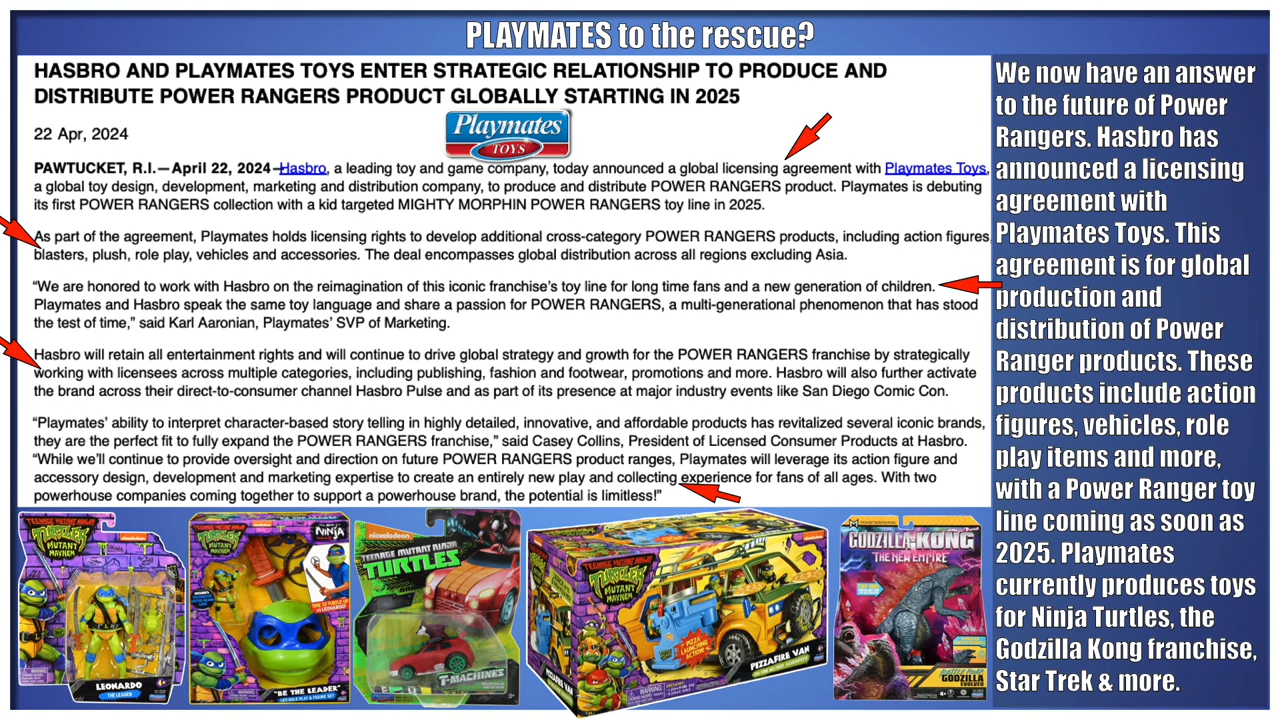 PLAYMATES to the rescue?
HASBRO AND PLAYMATES TOYS ENTER STRATEGIC RELATIONSHIP TO PRODUCE AND
DISTRIBUTE POWER RANGERS PRODUCT GLOBALLY STARTING IN 2025
22 Apr, 2024
Playmates
TOYS
PAWTUCKET, R.I.—April 22, 2024—Hasbro, a leading toy and game company, today announced a global licensing agreement with Playmates Toys,
a global toy design, development, marketing and distribution company, to produce and distribute POWER RANGERS product. Playmates is debuting
its first POWER RANGERS collection with a kid targeted MIGHTY MORPHIN POWER RANGERS toy line in 2025.
As part of the agreement, Playmates holds licensing rights to develop additional cross-category POWER RANGERS products, including action figures,
blasters, plush, role play, vehicles and accessories. The deal encompasses global distribution across all regions excluding Asia.
“We are honored to work with Hasbro on the reimagination of this iconic franchise’s toy line for long time fans and a new generation of children.
Playmates and Hasbro speak the same toy language and share a passion for POWER RANGERS, a multi-generational phenomenon that has stood
the test of time,” said Karl Aaronian, Playmates’ SVP of Marketing.
Hasbro will retain all entertainment rights and will continue to drive global strategy and growth for the POWER RANGERS franchise by strategically
working with licensees across multiple categories, including publishing, fashion and footwear, promotions and more. Hasbro will also further activate
the brand across their direct-to-consumer channel Hasbro Pulse and as part of its presence at major industry events like San Diego Comic Con.
“Playmates’ ability to interpret character-based story telling in highly detailed, innovative, and affordable products has revitalized several iconic brands,
they are the perfect fit to fully expand the POWER RANGERS franchise,” said Casey Collins, President of Licensed Consumer Products at Hasbro.
“While we’ll continue to provide oversight and direction on future POWER RANGERS product ranges, Playmates will leverage its action figure and
accessory design, development and marketing expertise to create an entirely new play and collecting experience for fans of all ages. With two
powerhouse companies coming together to support a powerhouse brand, the potential is limitless!”
We now have an answer
to the future of Power
Rangers. Hasbro has
announced a licensing
agreement with
Playmates Toys. This
agreement is for global
production and
distribution of Power
Ranger products. These
products include action
figures, vehicles, role
play items and more,
with a Power Ranger toy
line coming as soon as
2025. Playmates
currently produces toys
for Ninja Turtles, the
Godzilla Kong franchise,
Star Trek & more.
TEENAGE MUTANT NINJA
TURTLES
MUTANT
MAYHEM
LEONARDO
THE LEADER
TURTLES
MUTANT
MAYHEM
NINJA
"BE THE LEADER"
nickelodeon
TEENAGE MUTANT NINJA
TURTLES
T-MACHINES
TURTLES
MUTANT
MAYHEM
PIZZA
LAUNCHING
ACTION!
PIZZAFIRE VAN
GODZILLA KONG
THE NEW EMPIRE
GODZILLA
EVOLVED